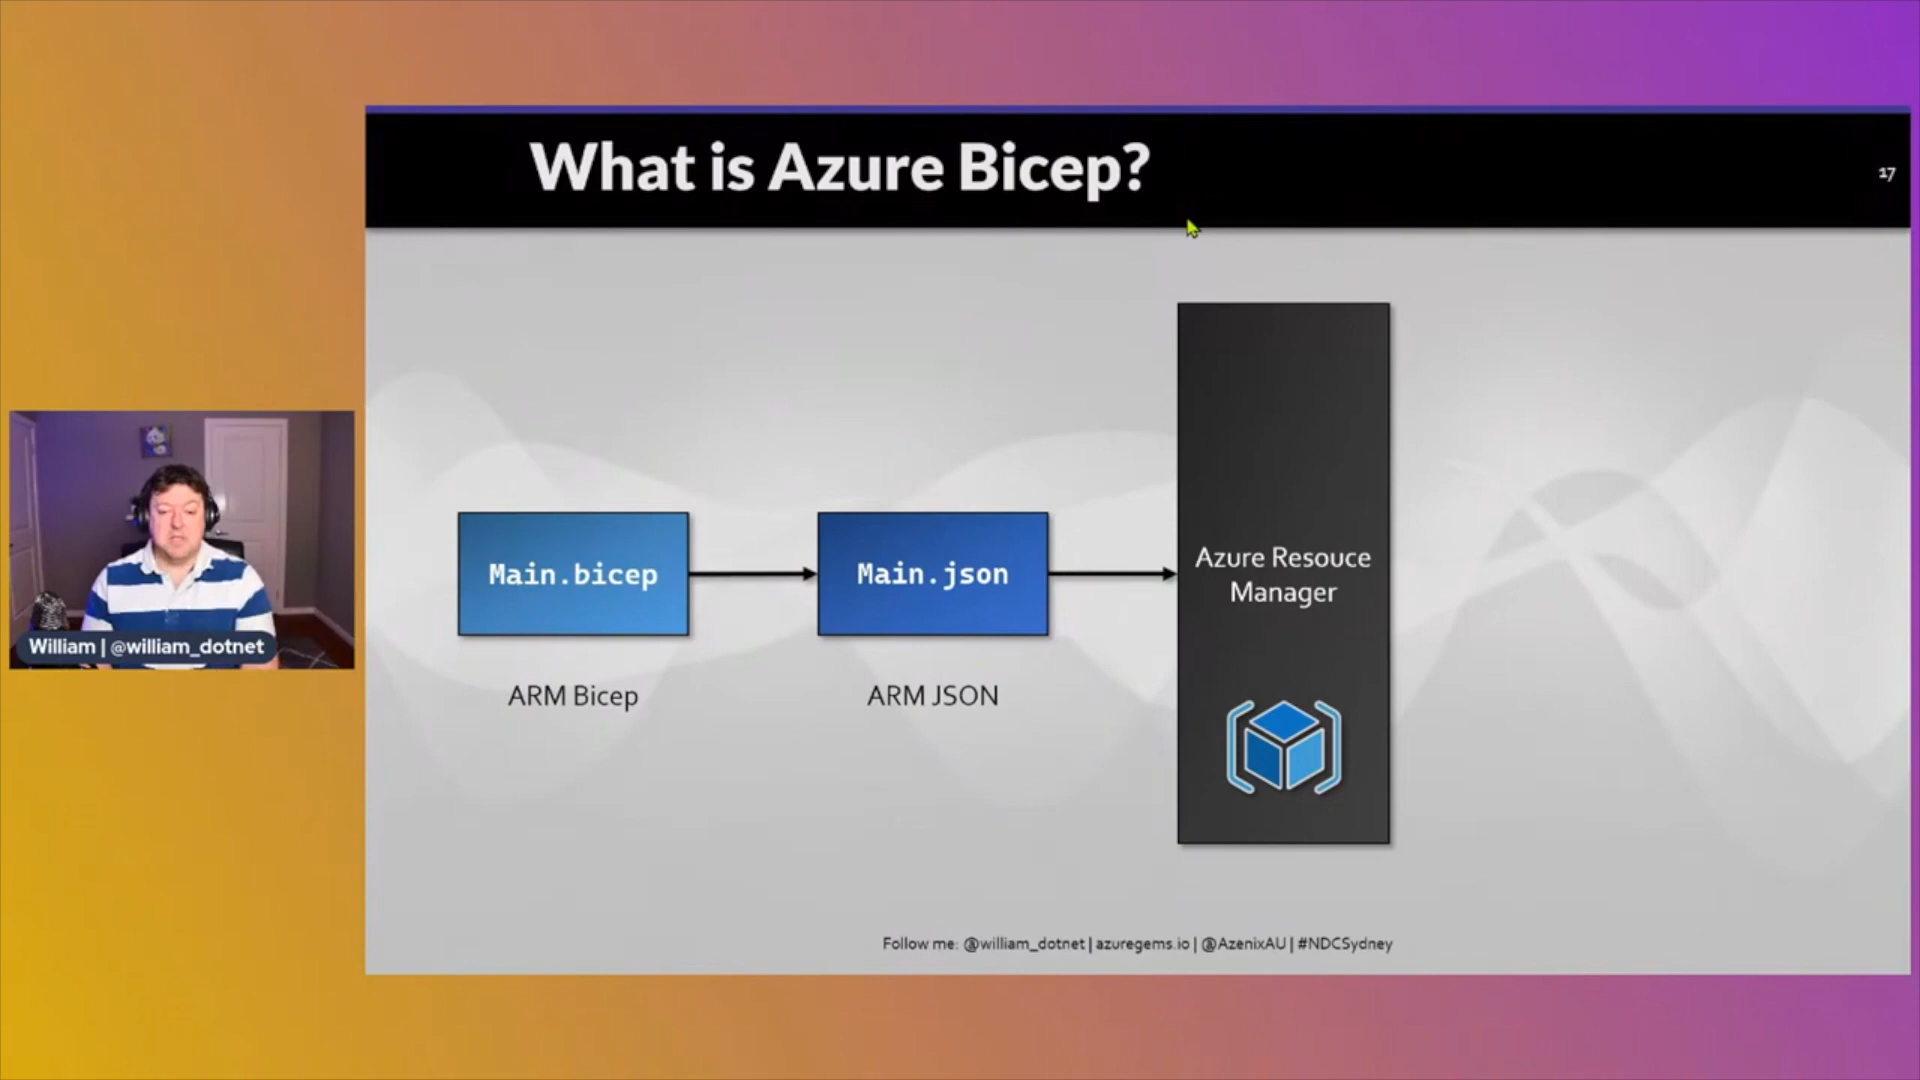 What is Azure Bicep?
17
Main.bicep
Main.json
Azure Resouce
Manager
ARM Bicep
ARM JSON
William | @william_dotnet
Follow me: @william_dotnet | azuregems.io | @AzenixAU | #NDCSydney